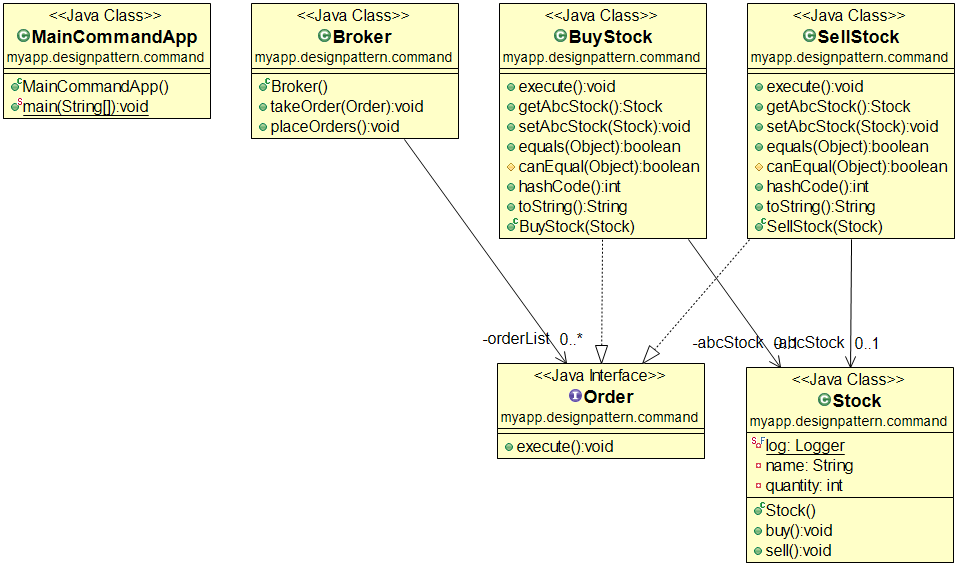 <<Java Class>>
MainCommandApp
myapp.designpattern.command
MainCommandApp()
main(String[]):void
<<Java Class>>
Broker
myapp.designpattern.command
Broker()
takeOrder(Order):void
placeOrders():void
<<Java Class>>
BuyStock
myapp.designpattern.command
execute():void
getAbcStock():Stock
setAbcStock(Stock):void
equals(Object):boolean
canEqual(Object):boolean
hashCode():int
toString():String
BuyStock(Stock)
<<Java Class>>
SellStock
myapp.designpattern.command
execute():void
getAbcStock():Stock
setAbcStock(Stock):void
equals(Object):boolean
canEqual(Object):boolean
hashCode():int
toString():String
SellStock(Stock)
-orderList 0..*
-abcStock 0..1
-abcStock 0..1
<<Java Interface>>
Order
myapp.designpattern.command
execute():void
<<Java Class>>
Stock
myapp.designpattern.command
log: Logger
name: String
quantity: int
Stock()
buy():void
sell():void